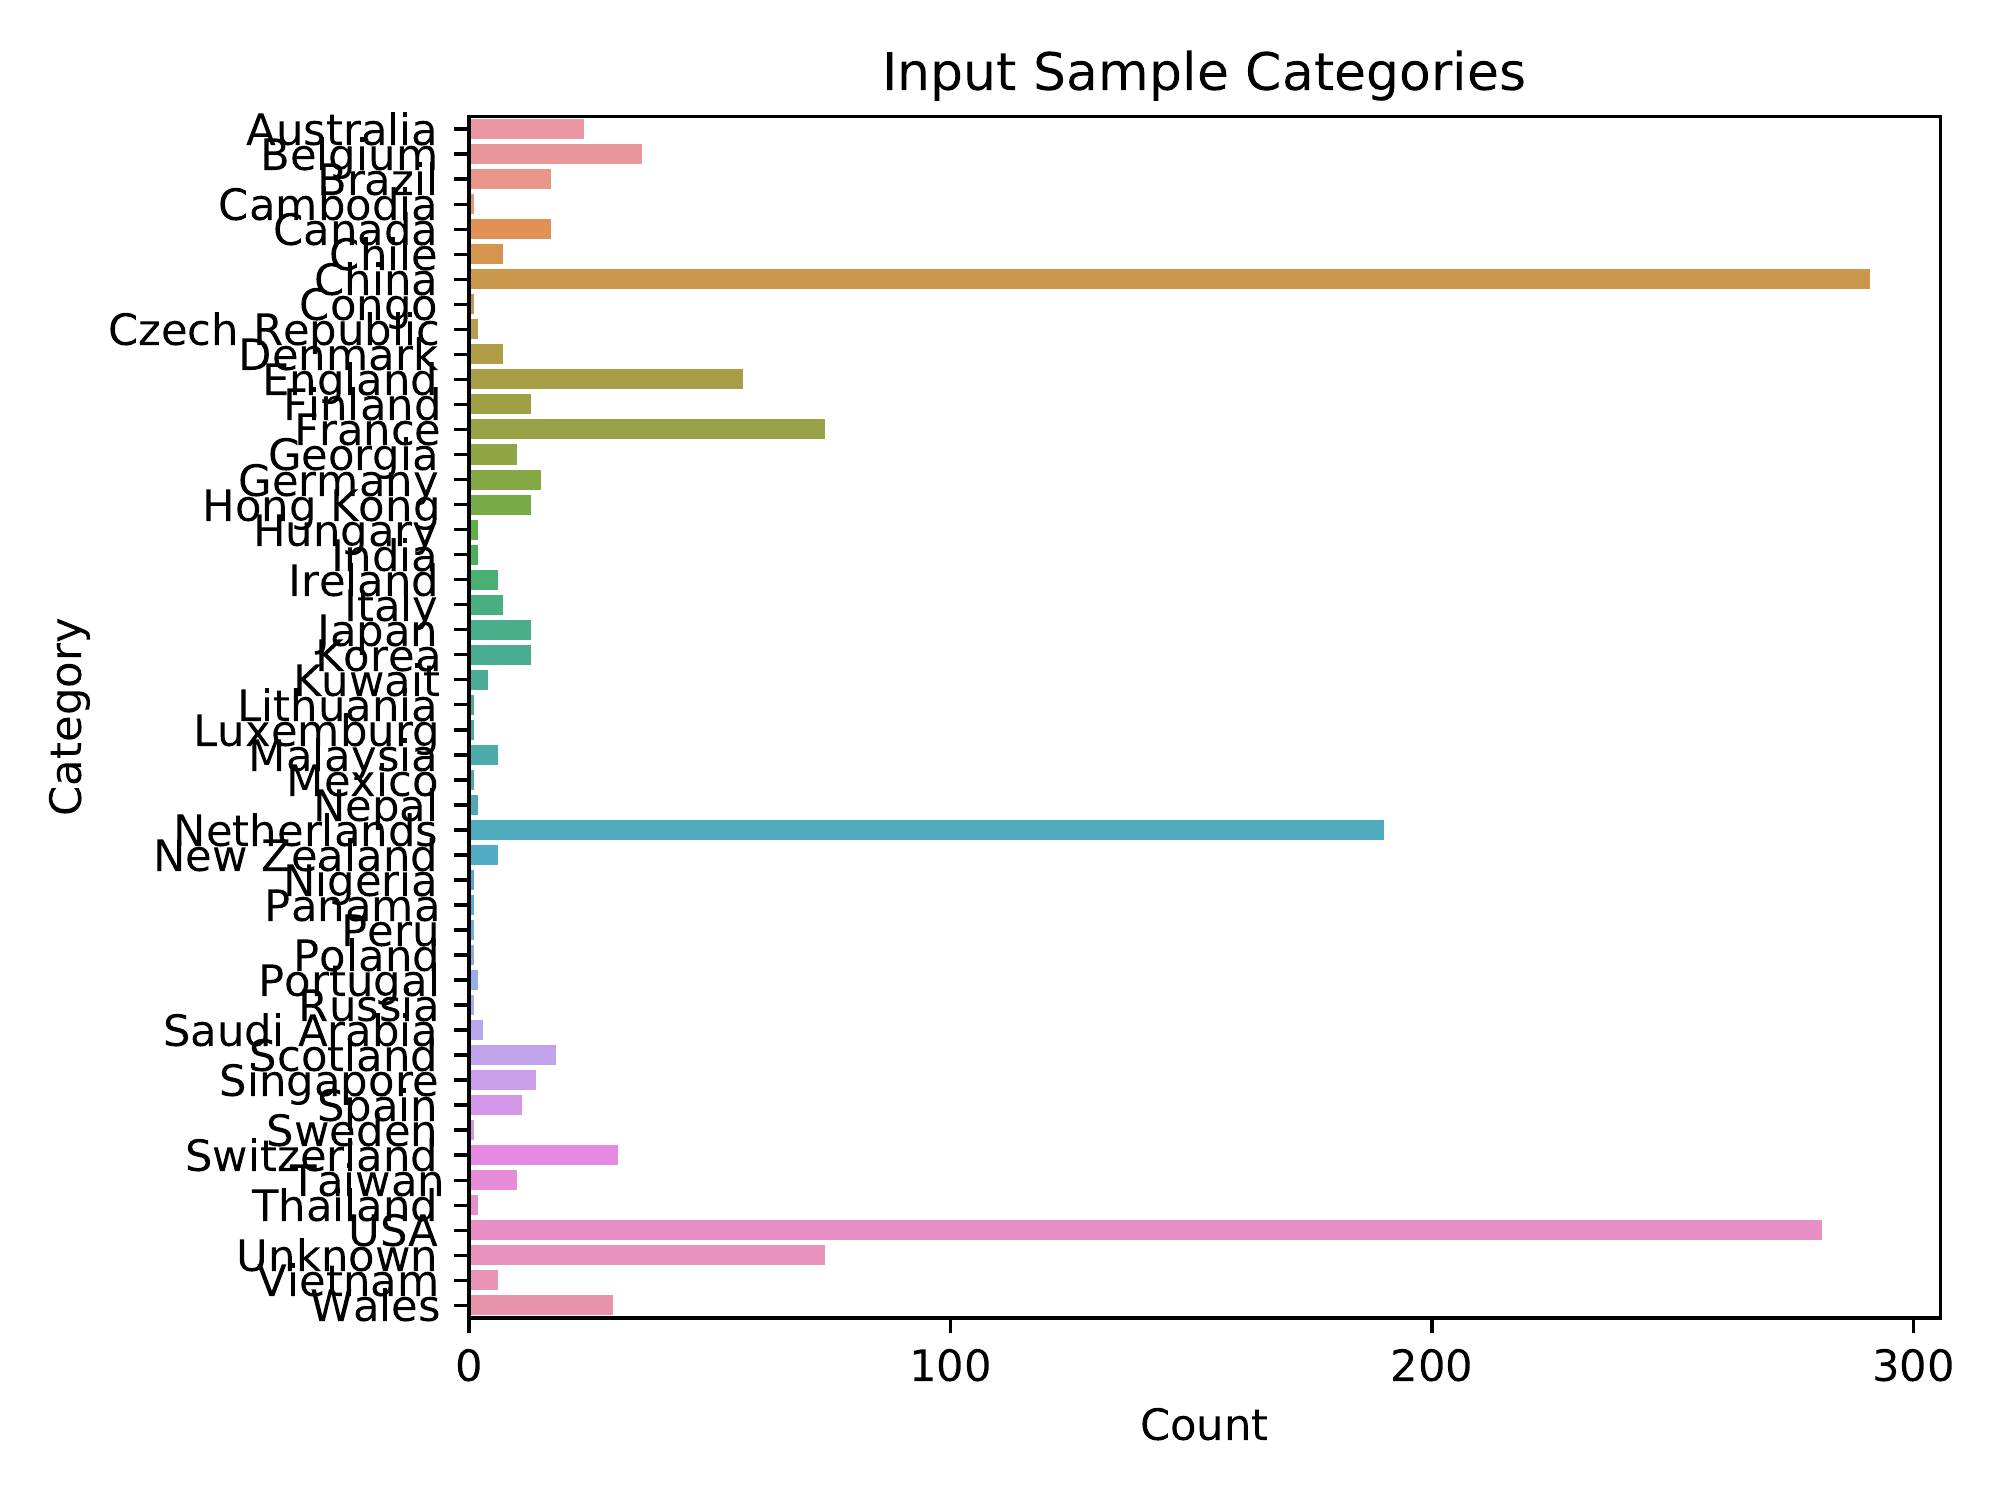 Input Sample Categories
Australia
Belgium
Brazil
Cambodia
Canada
Chile
China
Congo
Czech Republic
Denmark
England
Finland
France
Georgia
Germany
Hong Kong
Hungary
India
Ireland
Italy
Japan
Korea
Kuwait
Lithuania
Luxemburg
Malaysia
Mexico
Nepal
Netherlands
New Zealand
Nigeria
Panama
Peru
Poland
Portugal
Russia
Saudi Arabia
Scotland
Singapore
Spain
Sweden
Switzerland
Taiwan
Thailand
USA
Unknown
Vietnam
Wales
Category
0 100 200 300
Count